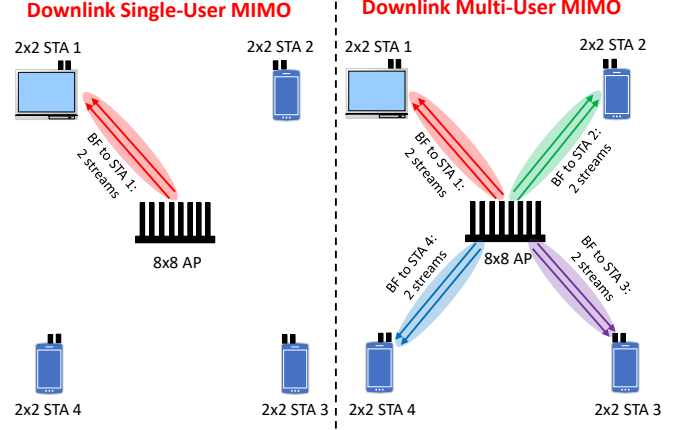 Downlink Single-User MIMO
2x2 STA 1
2x2 STA 2
BF to STA 1:
2 streams
8x8 AP
2x2 STA 4
2x2 STA 3
Downlink Multi-User MIMO
2x2 STA 1
2x2 STA 2
BF to STA 1:
2 streams
BF to STA 2:
2 streams
8x8 AP
BF to STA 4:
2 streams
BF to STA 3:
2 streams
2x2 STA 4
2x2 STA 3